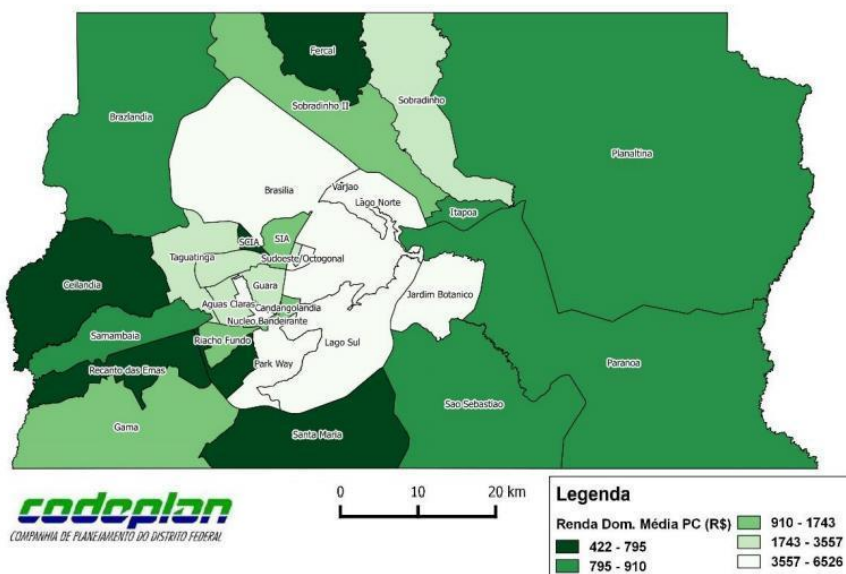 Fercal
Sobradinho
Sobradinho II
Brazlandia
Planaltina
Brasilia
Varjao
Lago Norte
Itapoa
SCIA
SIA
Taguatinga
Sudoeste/Octogonal
Ceilandia
Guara
Jardim Botanico
Aguas Claras
Candangolandia
Nucleo Bandeirante
Samambaia
Riacho Fundo
Lago Sul
Park Way
Paranoa
Recanto das Emas
Sao Sebastiao
Gama
Santa Maria
codeplan
COMPANHIA DE PLANEJAMENTO DO DISTRITO FEDERAL
0 10 20 km
Legenda
Renda Dom. Média PC (R$)
422 - 795
795 - 910
910 - 1743
1743 - 3557
3557 - 6526